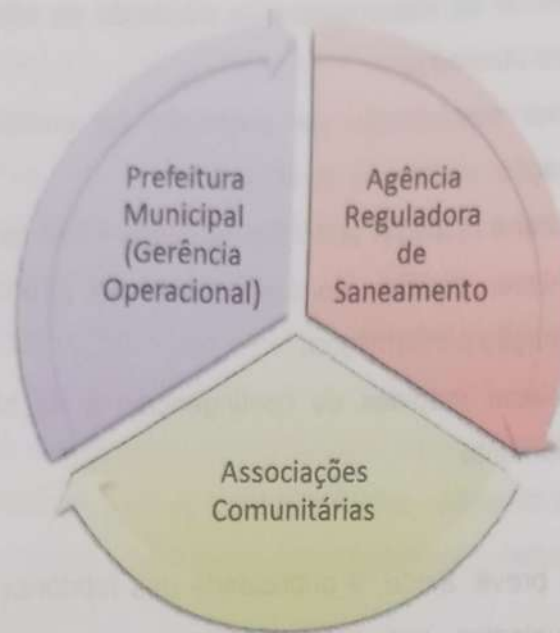 Prefeitura
Municipal
(Gerência
Operacional)
Agência
Reguladora
de
Saneamento
Associações
Comunitárias